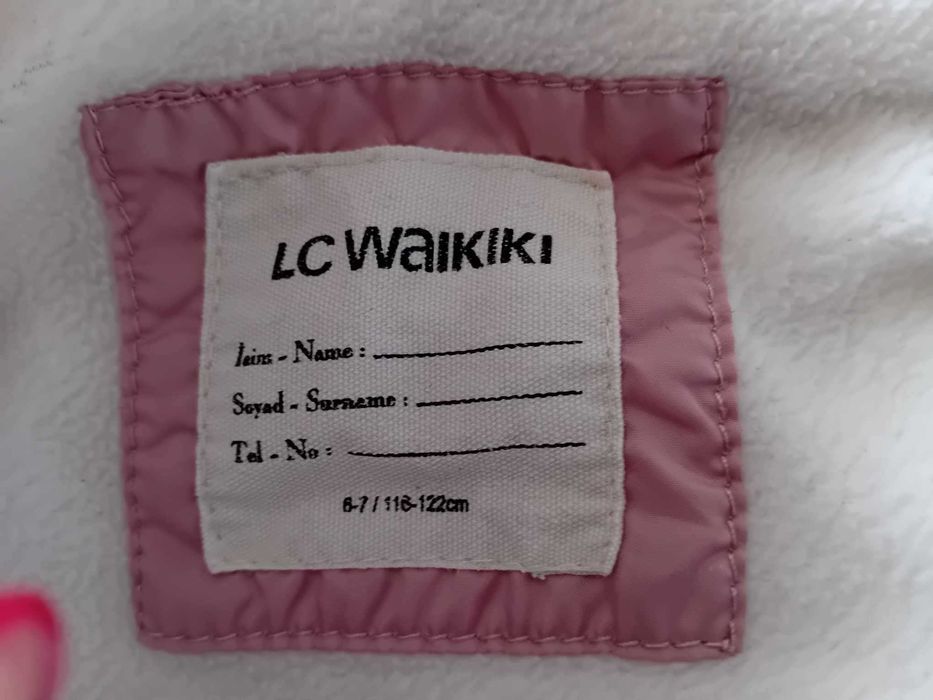 LC WAIKIKI
İsim - Name :
Soyad - Surname :
Tel - No :
6-7 / 116-122cm